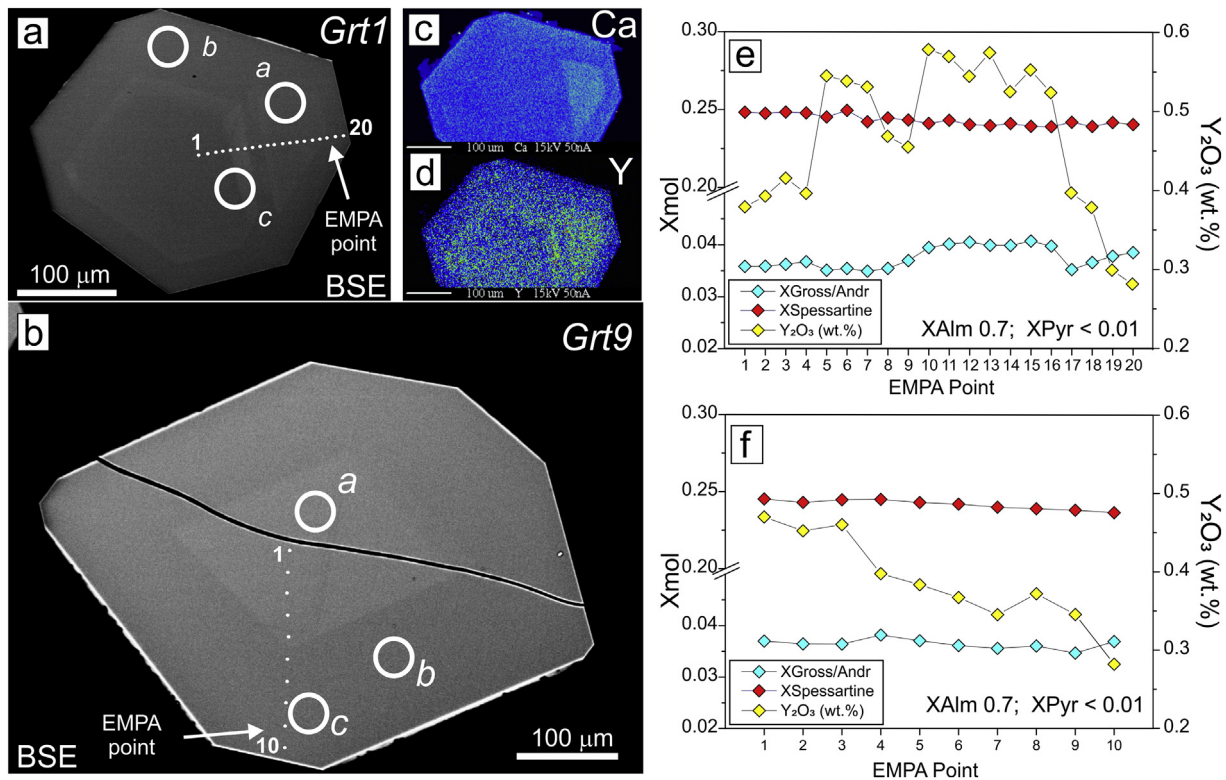 a
Grt1
b
a
1
20
c
EMPA
point
100 μm
BSE
c
Ca
100 um Ca 15kV 50nA
d
Y
100 um Y 15kV 50nA
b
Grt9
a
1
b
c
EMPA
point
10
BSE
100 μm
e
0.30
0.25
0.20
0.04
0.03
0.02
Xmol
0.6
0.5
0.4
0.3
0.2
Y₂O₃ (wt.%)
XGross/Andr
XSpessartine
Y₂O₃ (wt.%)
XAlm 0.7; XPyr < 0.01
1 2 3 4 5 6 7 8 9 10 11 12 13 14 15 16 17 18 19 20
EMPA Point
f
0.30
0.25
0.20
0.04
0.03
0.02
Xmol
0.6
0.5
0.4
0.3
0.2
Y₂O₃ (wt.%)
XGross/Andr
XSpessartine
Y₂O₃ (wt.%)
XAlm 0.7; XPyr < 0.01
1 2 3 4 5 6 7 8 9 10
EMPA Point